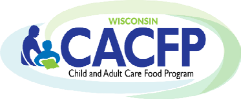 WISCONSIN
CACFP
Child and Adult Care Food Program